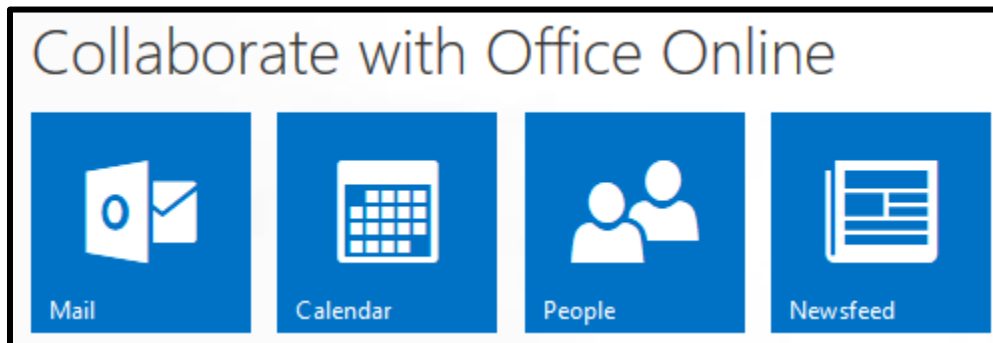 Collaborate with Office Online
Mail
Calendar
People
Newsfeed